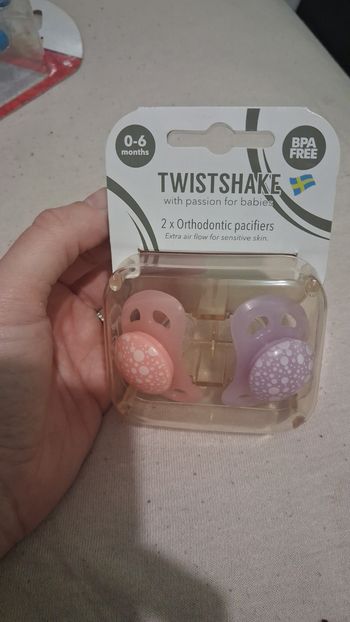 0-6
months
BPA
FREE
TWISTSHAKE
with passion for babies
2 x Orthodontic pacifiers
Extra air flow for sensitive skin.